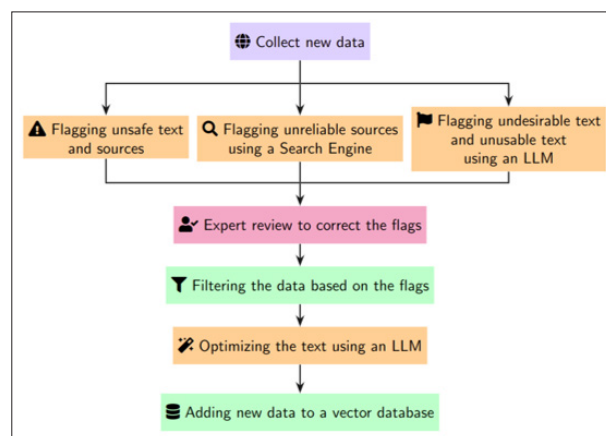 Collect new data
Flagging unsafe text
and sources
Flagging unreliable sources
using a Search Engine
Flagging undesirable text
and unusable text
using an LLM
Expert review to correct the flags
Filtering the data based on the flags
Optimizing the text using an LLM
Adding new data to a vector database